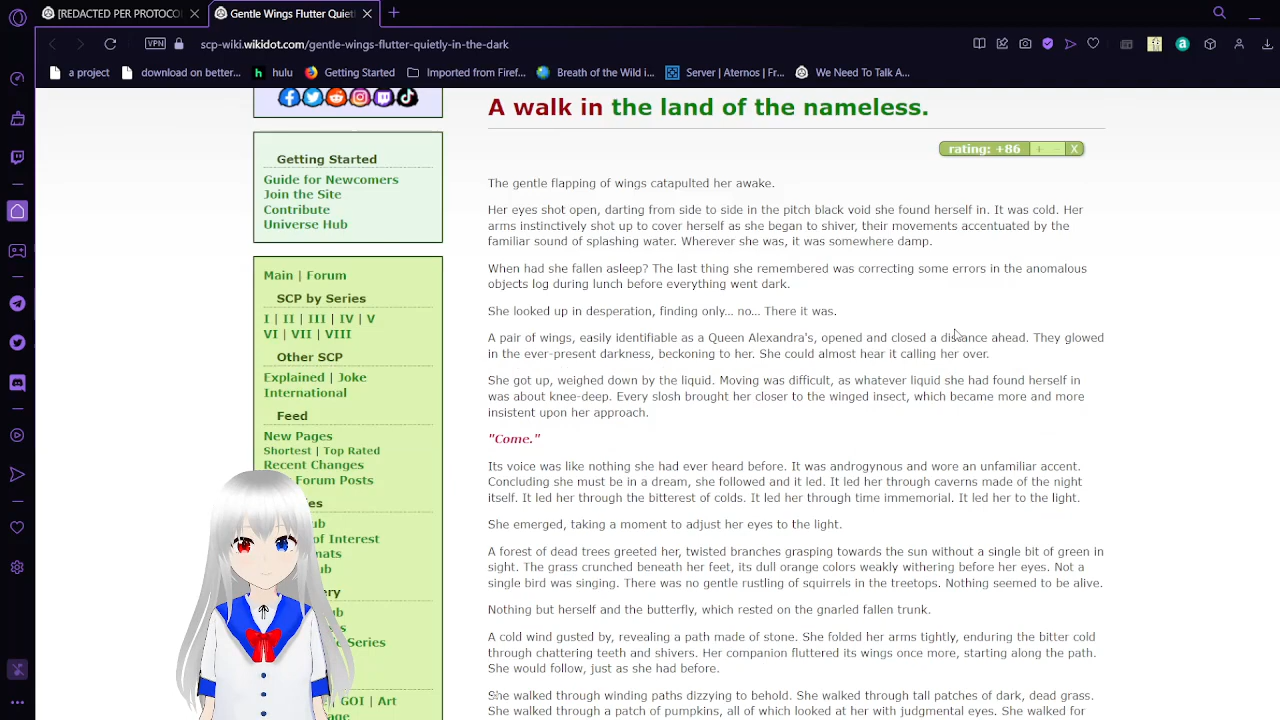 [REDACTED PER PROTOCO
Gentle Wings Flutter Quieti
VPN
scp-wiki.wikidot.com/gentle-wings-flutter-quietly-in-the-dark
a project
download on better...
hulu
Getting Started
Imported from Firef...
Breath of the Wild i...
Server | Aternos | Fr...
We Need To Talk A...
Getting Started
Guide for Newcomers
Join the Site
Contribute
Universe Hub
Main | Forum
SCP by Series
I | II | III | IV | V
VI | VII | VIII
Other SCP
Explained | Joke
International
Feed
New Pages
Shortest | Top Rated
Recent Changes
Forum Posts
of Interest
Series
GOI | Art
A walk in the land of the nameless.
rating: +86 + – X
The gentle flapping of wings catapulted her awake.
Her eyes shot open, darting from side to side in the pitch black void she found herself in. It was cold. Her
arms instinctively shot up to cover herself as she began to shiver, their movements accentuated by the
familiar sound of splashing water. Wherever she was, it was somewhere damp.
When had she fallen asleep? The last thing she remembered was correcting some errors in the anomalous
objects log during lunch before everything went dark.
She looked up in desperation, finding only... no... There it was.
A pair of wings, easily identifiable as a Queen Alexandra's, opened and closed a distance ahead. They glowed
in the ever-present darkness, beckoning to her. She could almost hear it calling her over.
She got up, weighed down by the liquid. Moving was difficult, as whatever liquid she had found herself in
was about knee-deep. Every slosh brought her closer to the winged insect, which became more and more
insistent upon her approach.
"Come."
Its voice was like nothing she had ever heard before. It was androgynous and wore an unfamiliar accent.
Concluding she must be in a dream, she followed and it led. It led her through caverns made of the night
itself. It led her through the bitterest of colds. It led her through time immemorial. It led her to the light.
She emerged, taking a moment to adjust her eyes to the light.
A forest of dead trees greeted her, twisted branches grasping towards the sun without a single bit of green in
sight. The grass crunched beneath her feet, its dull orange colors weakly withering before her eyes. Not a
single bird was singing. There was no gentle rustling of squirrels in the treetops. Nothing seemed to be alive.
Nothing but herself and the butterfly, which rested on the gnarled fallen trunk.
A cold wind gusted by, revealing a path made of stone. She folded her arms tightly, enduring the bitter cold
through chattering teeth and shivers. Her companion fluttered its wings once more, starting along the path.
She would follow, just as she had before.
She walked through winding paths dizzying to behold. She walked through tall patches of dark, dead grass.
She walked through a patch of pumpkins, all of which looked at her with judgmental eyes. She walked for